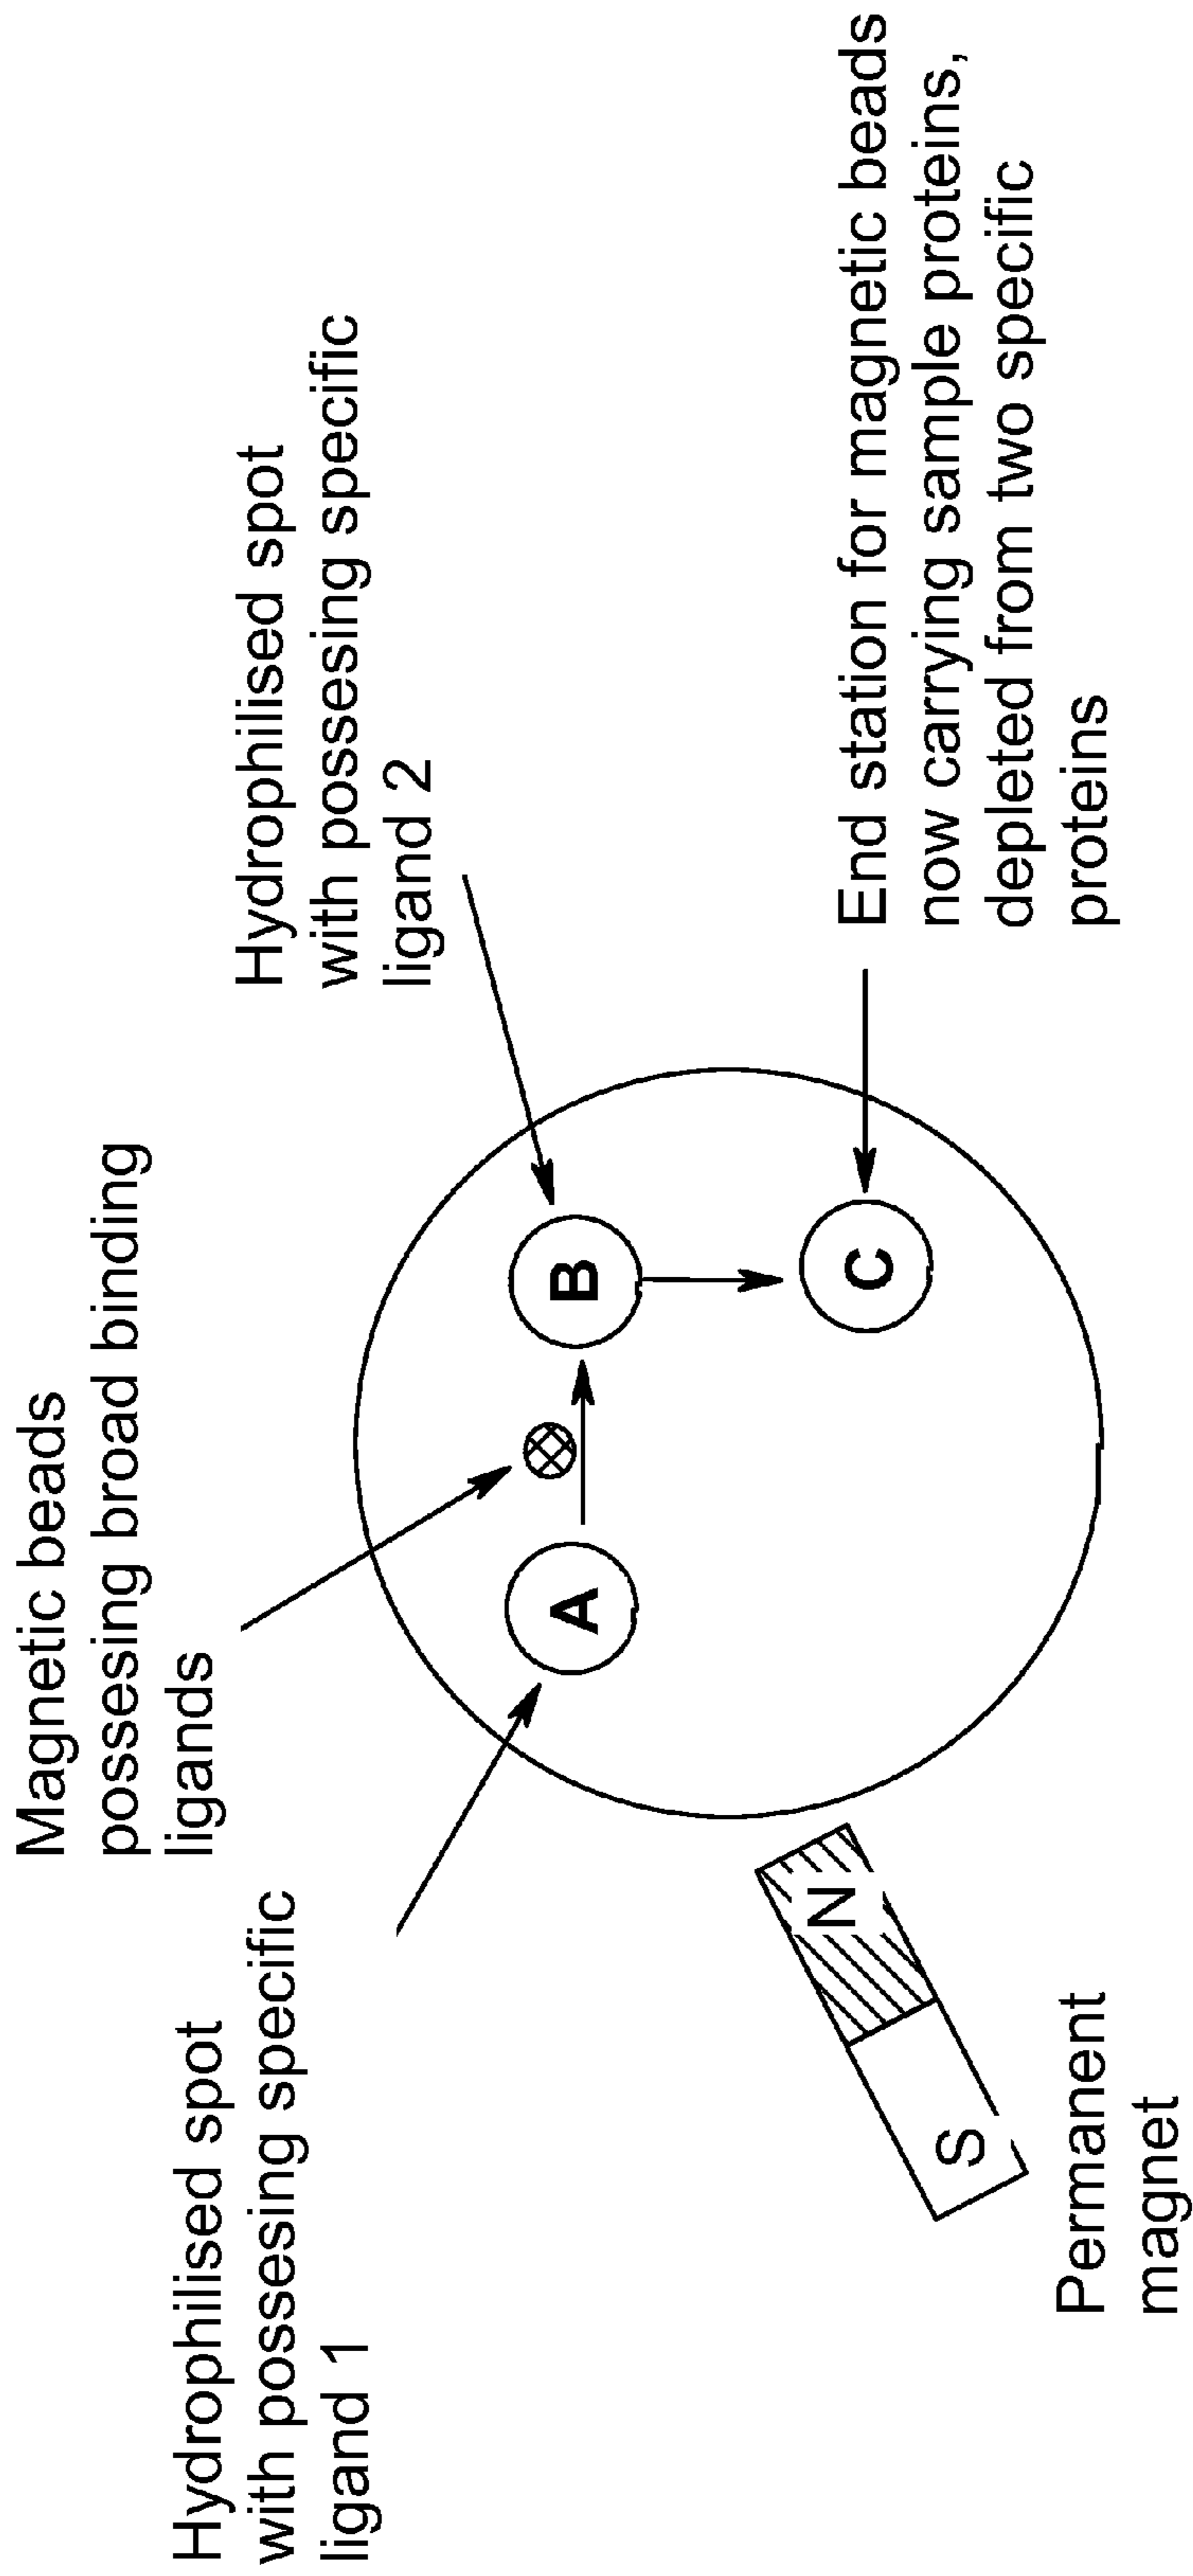 Magnetic beads
possesing broad binding
ligands
Hydrophilised spot
with possesing specific
ligand 1
Hydrophilised spot
with possesing specific
ligand 2
A
B
C
End station for magnetic beads
now carrying sample proteins,
depleted from two specific
proteins
N
S
Permanent
magnet